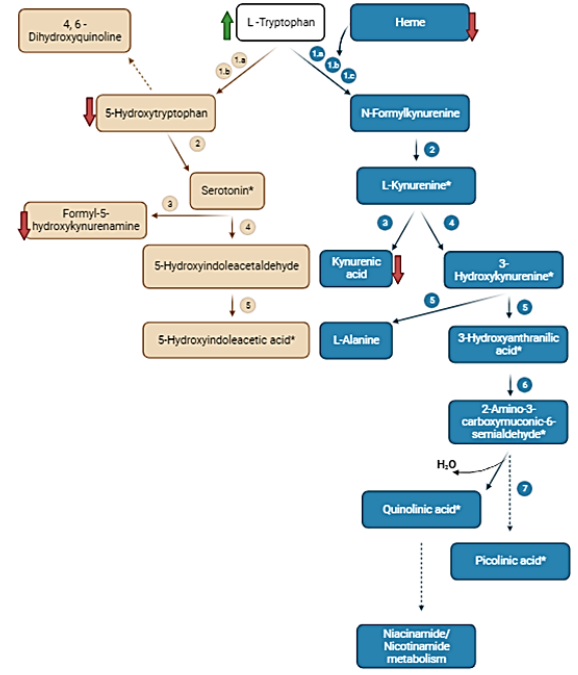 4, 6 -
Dihydroxyquinoline
L -Tryptophan
Heme
1.a
1.b
1.a
1.b
1.c
5-Hydroxytryptophan
N-Formylkynurenine
2
2
Serotonin*
L-Kynurenine*
3
Formyl-5-
hydroxykynurenamine
4
3
4
5-Hydroxyindoleacetaldehyde
Kynurenic
acid
3-
Hydroxykynurenine*
5
5
5
5-Hydroxyindoleacetic acid*
L-Alanine
3-Hydroxyanthranilic
acid*
6
2-Amino-3-
carboxymuconic-6-
semialdehyde*
H₂O
7
Quinolinic acid*
Picolinic acid*
Niacinamide/
Nicotinamide
metabolism